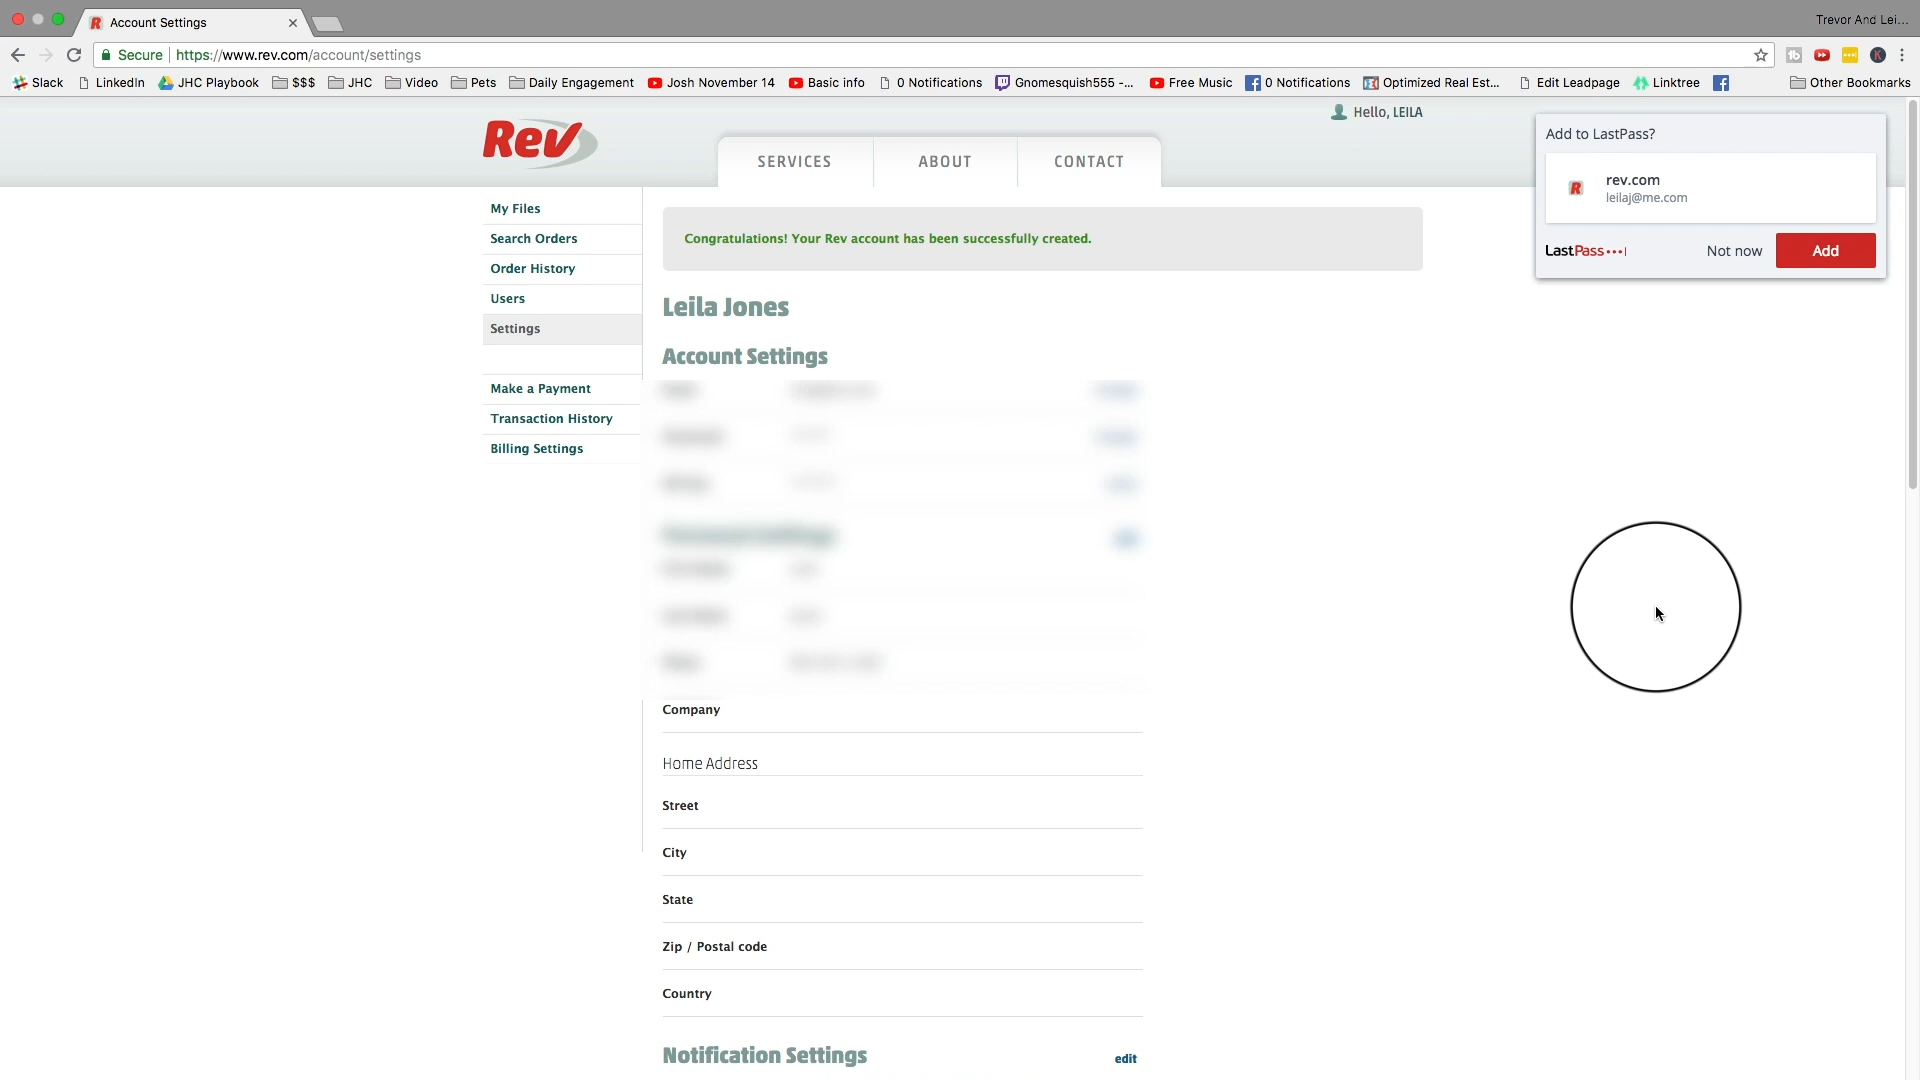 Account Settings
Trevor And Lei...
Secure
https://www.rev.com/account/settings
Slack LinkedIn JHC Playbook $$$ JHC Video Pets Daily Engagement Josh November 14 Basic info 0 Notifications Gnomesquish555 -... Free Music 0 Notifications Optimized Real Est... Edit Leadpage Linktree Other Bookmarks
Hello, LEILA
Rev
SERVICES ABOUT CONTACT
Add to LastPass?
rev.com
leilaj@me.com
LastPass Not now Add
My Files
Search Orders
Order History
Users
Settings
Make a Payment
Transaction History
Billing Settings
Congratulations! Your Rev account has been successfully created.
Leila Jones
Account Settings
Company
Home Address
Street
City
State
Zip / Postal code
Country
Notification Settings edit